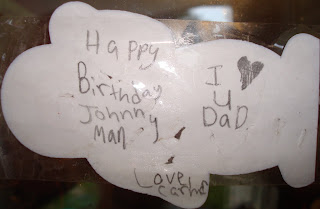 Happy
Birthday
Johnny
Man
I ♥
U
DaD
Love,